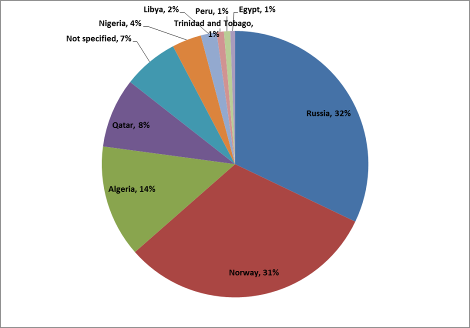 Libya, 2%
Peru, 1%
Egypt, 1%
Nigeria, 4%
Trinidad and Tobago,
1%
Not specified, 7%
Russia, 32%
Qatar, 8%
Algeria, 14%
Norway, 31%